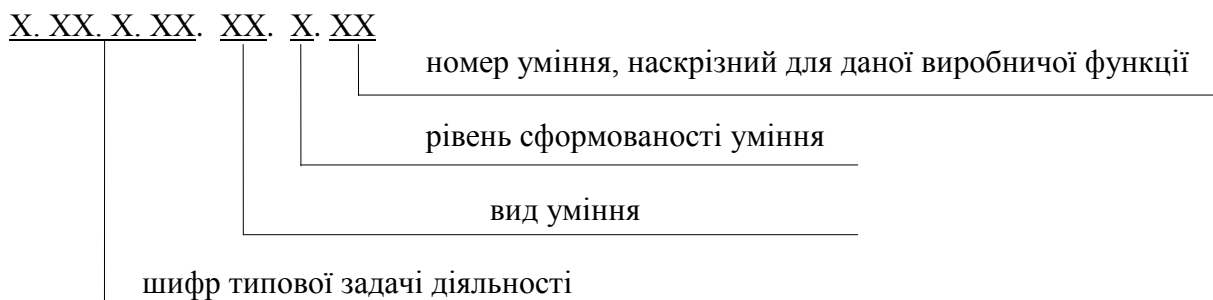 Х. ХХ. Х. ХХ. ХХ. Х. ХХ
номер уміння, наскрізний для даної виробничої функції
рівень сформованості уміння
вид уміння
шифр типової задачі діяльності